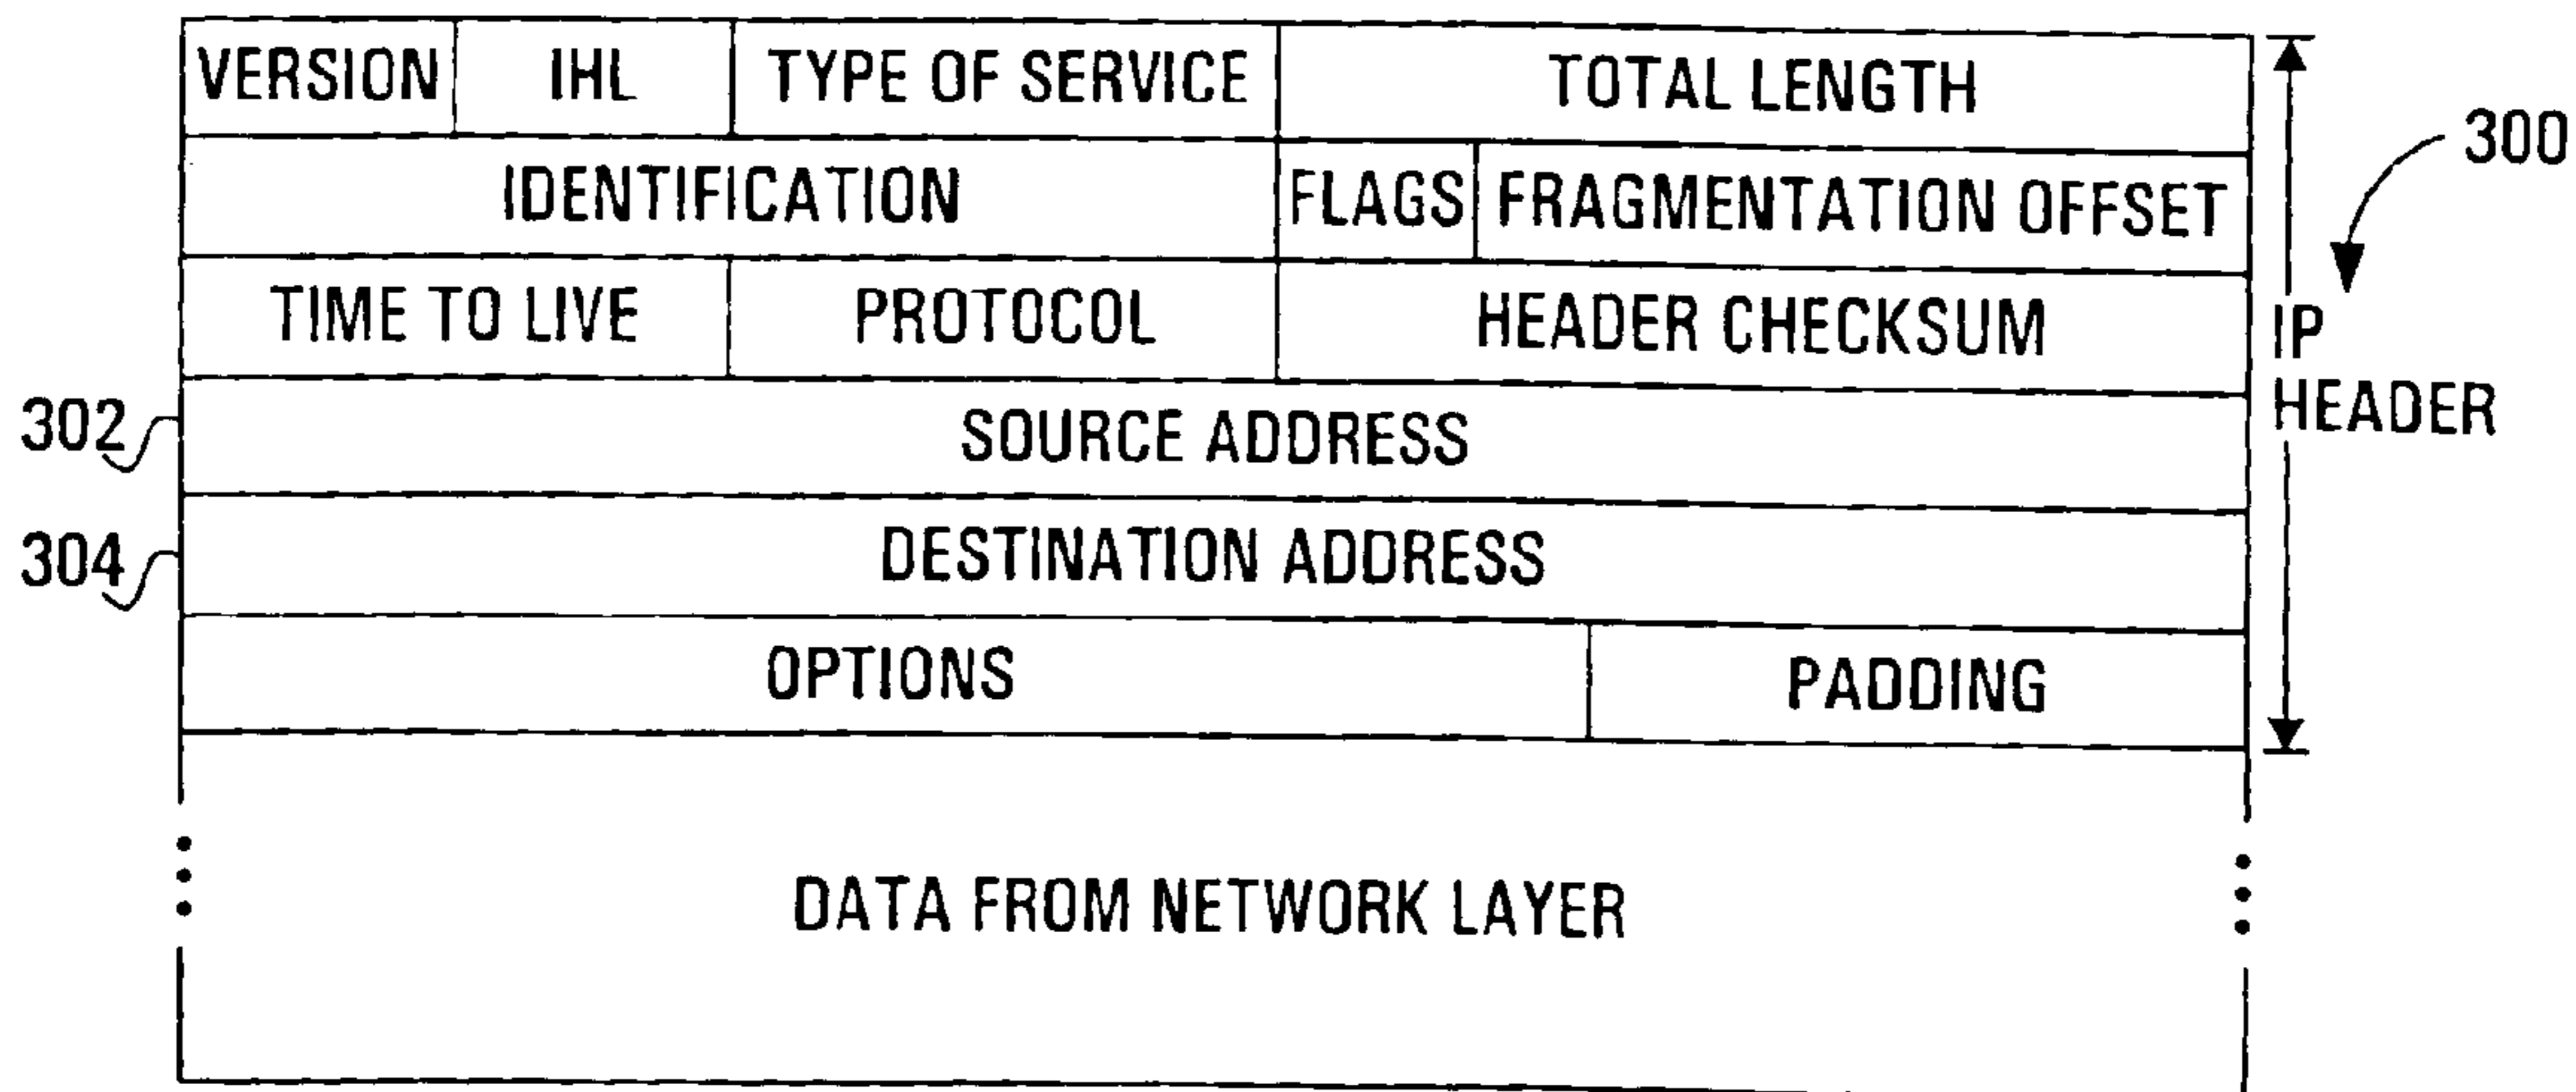 VERSION IHL TYPE OF SERVICE TOTAL LENGTH
IDENTIFICATION FLAGS FRAGMENTATION OFFSET
300
TIME TO LIVE PROTOCOL HEADER CHECKSUM
IP
HEADER
302
SOURCE ADDRESS
304
DESTINATION ADDRESS
OPTIONS PADDING
DATA FROM NETWORK LAYER